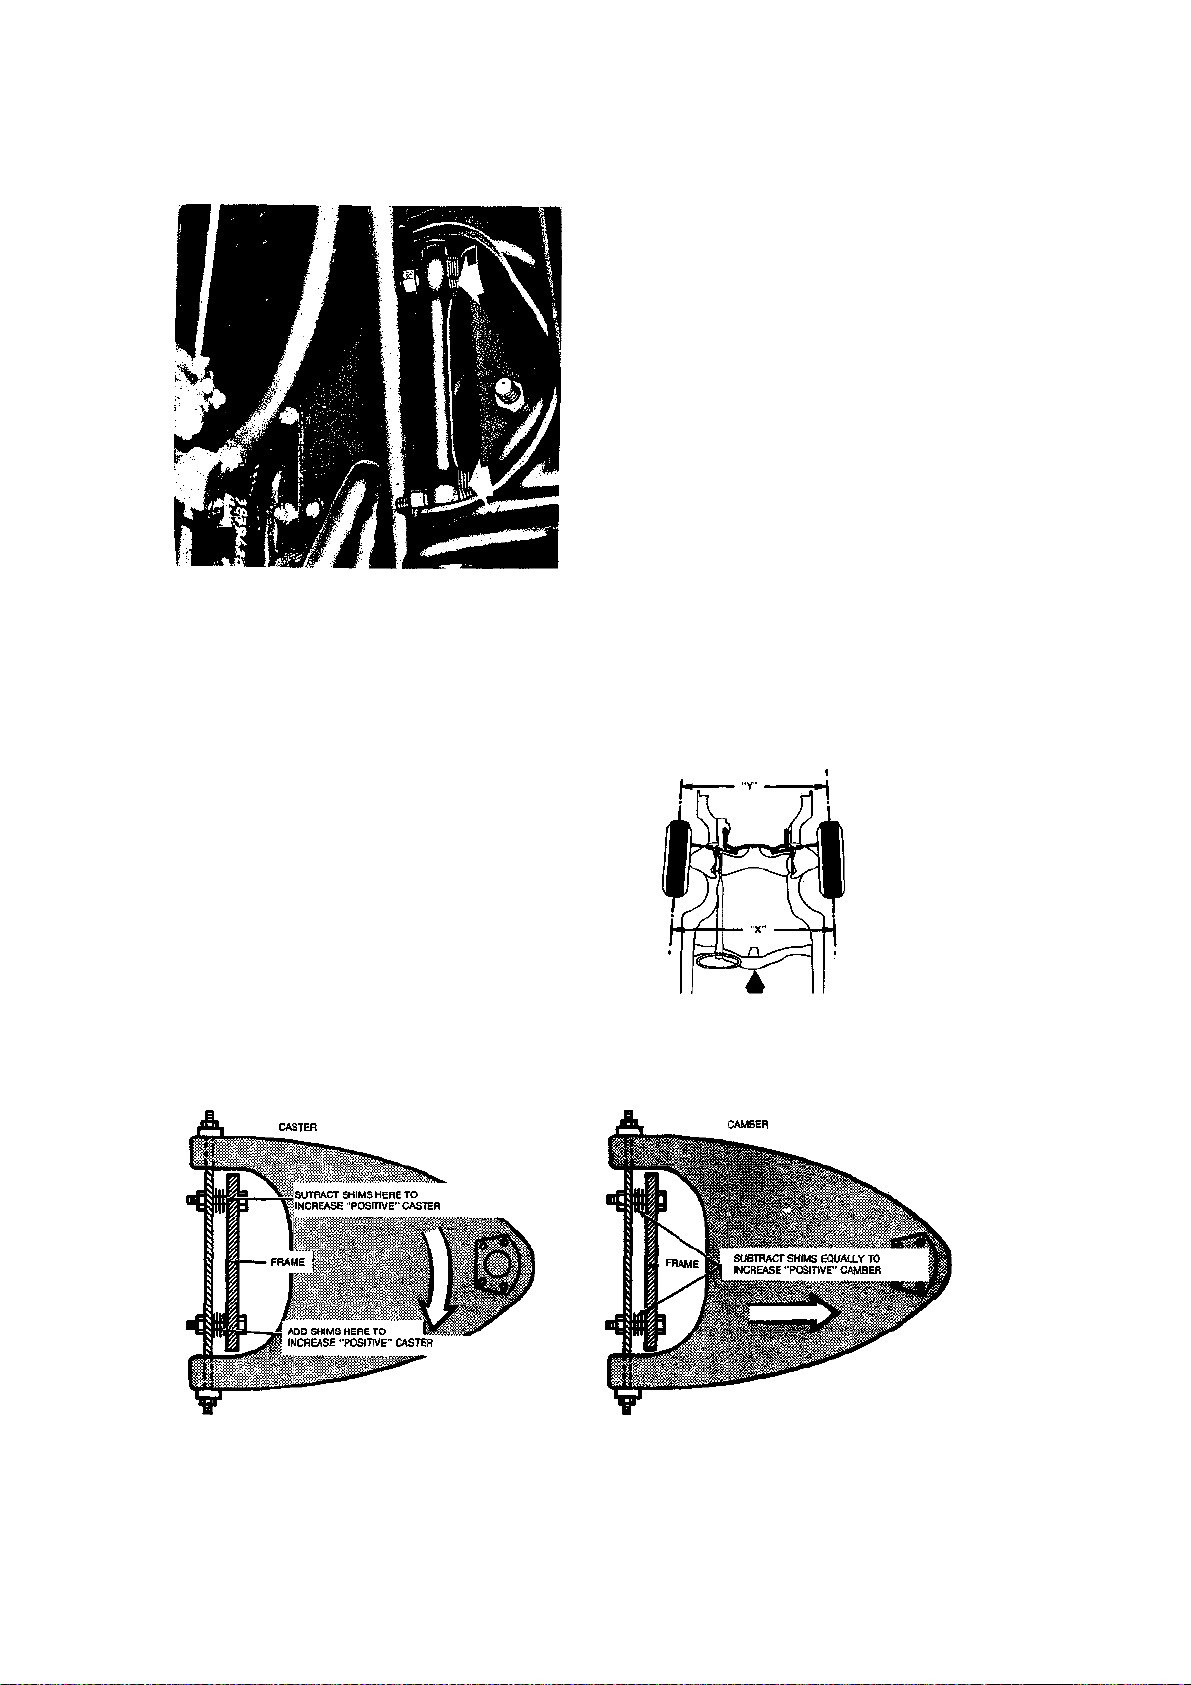 "Y"
"X"
CASTER
SUTRACT SHIMS HERE TO
INCREASE "POSITIVE" CASTER
FRAME
ADD SHIMS HERE TO
INCREASE "POSITIVE" CASTER
CAMBER
FRAME
SUBTRACT SHIMS EQUALLY TO
INCREASE "POSITIVE" CAMBER